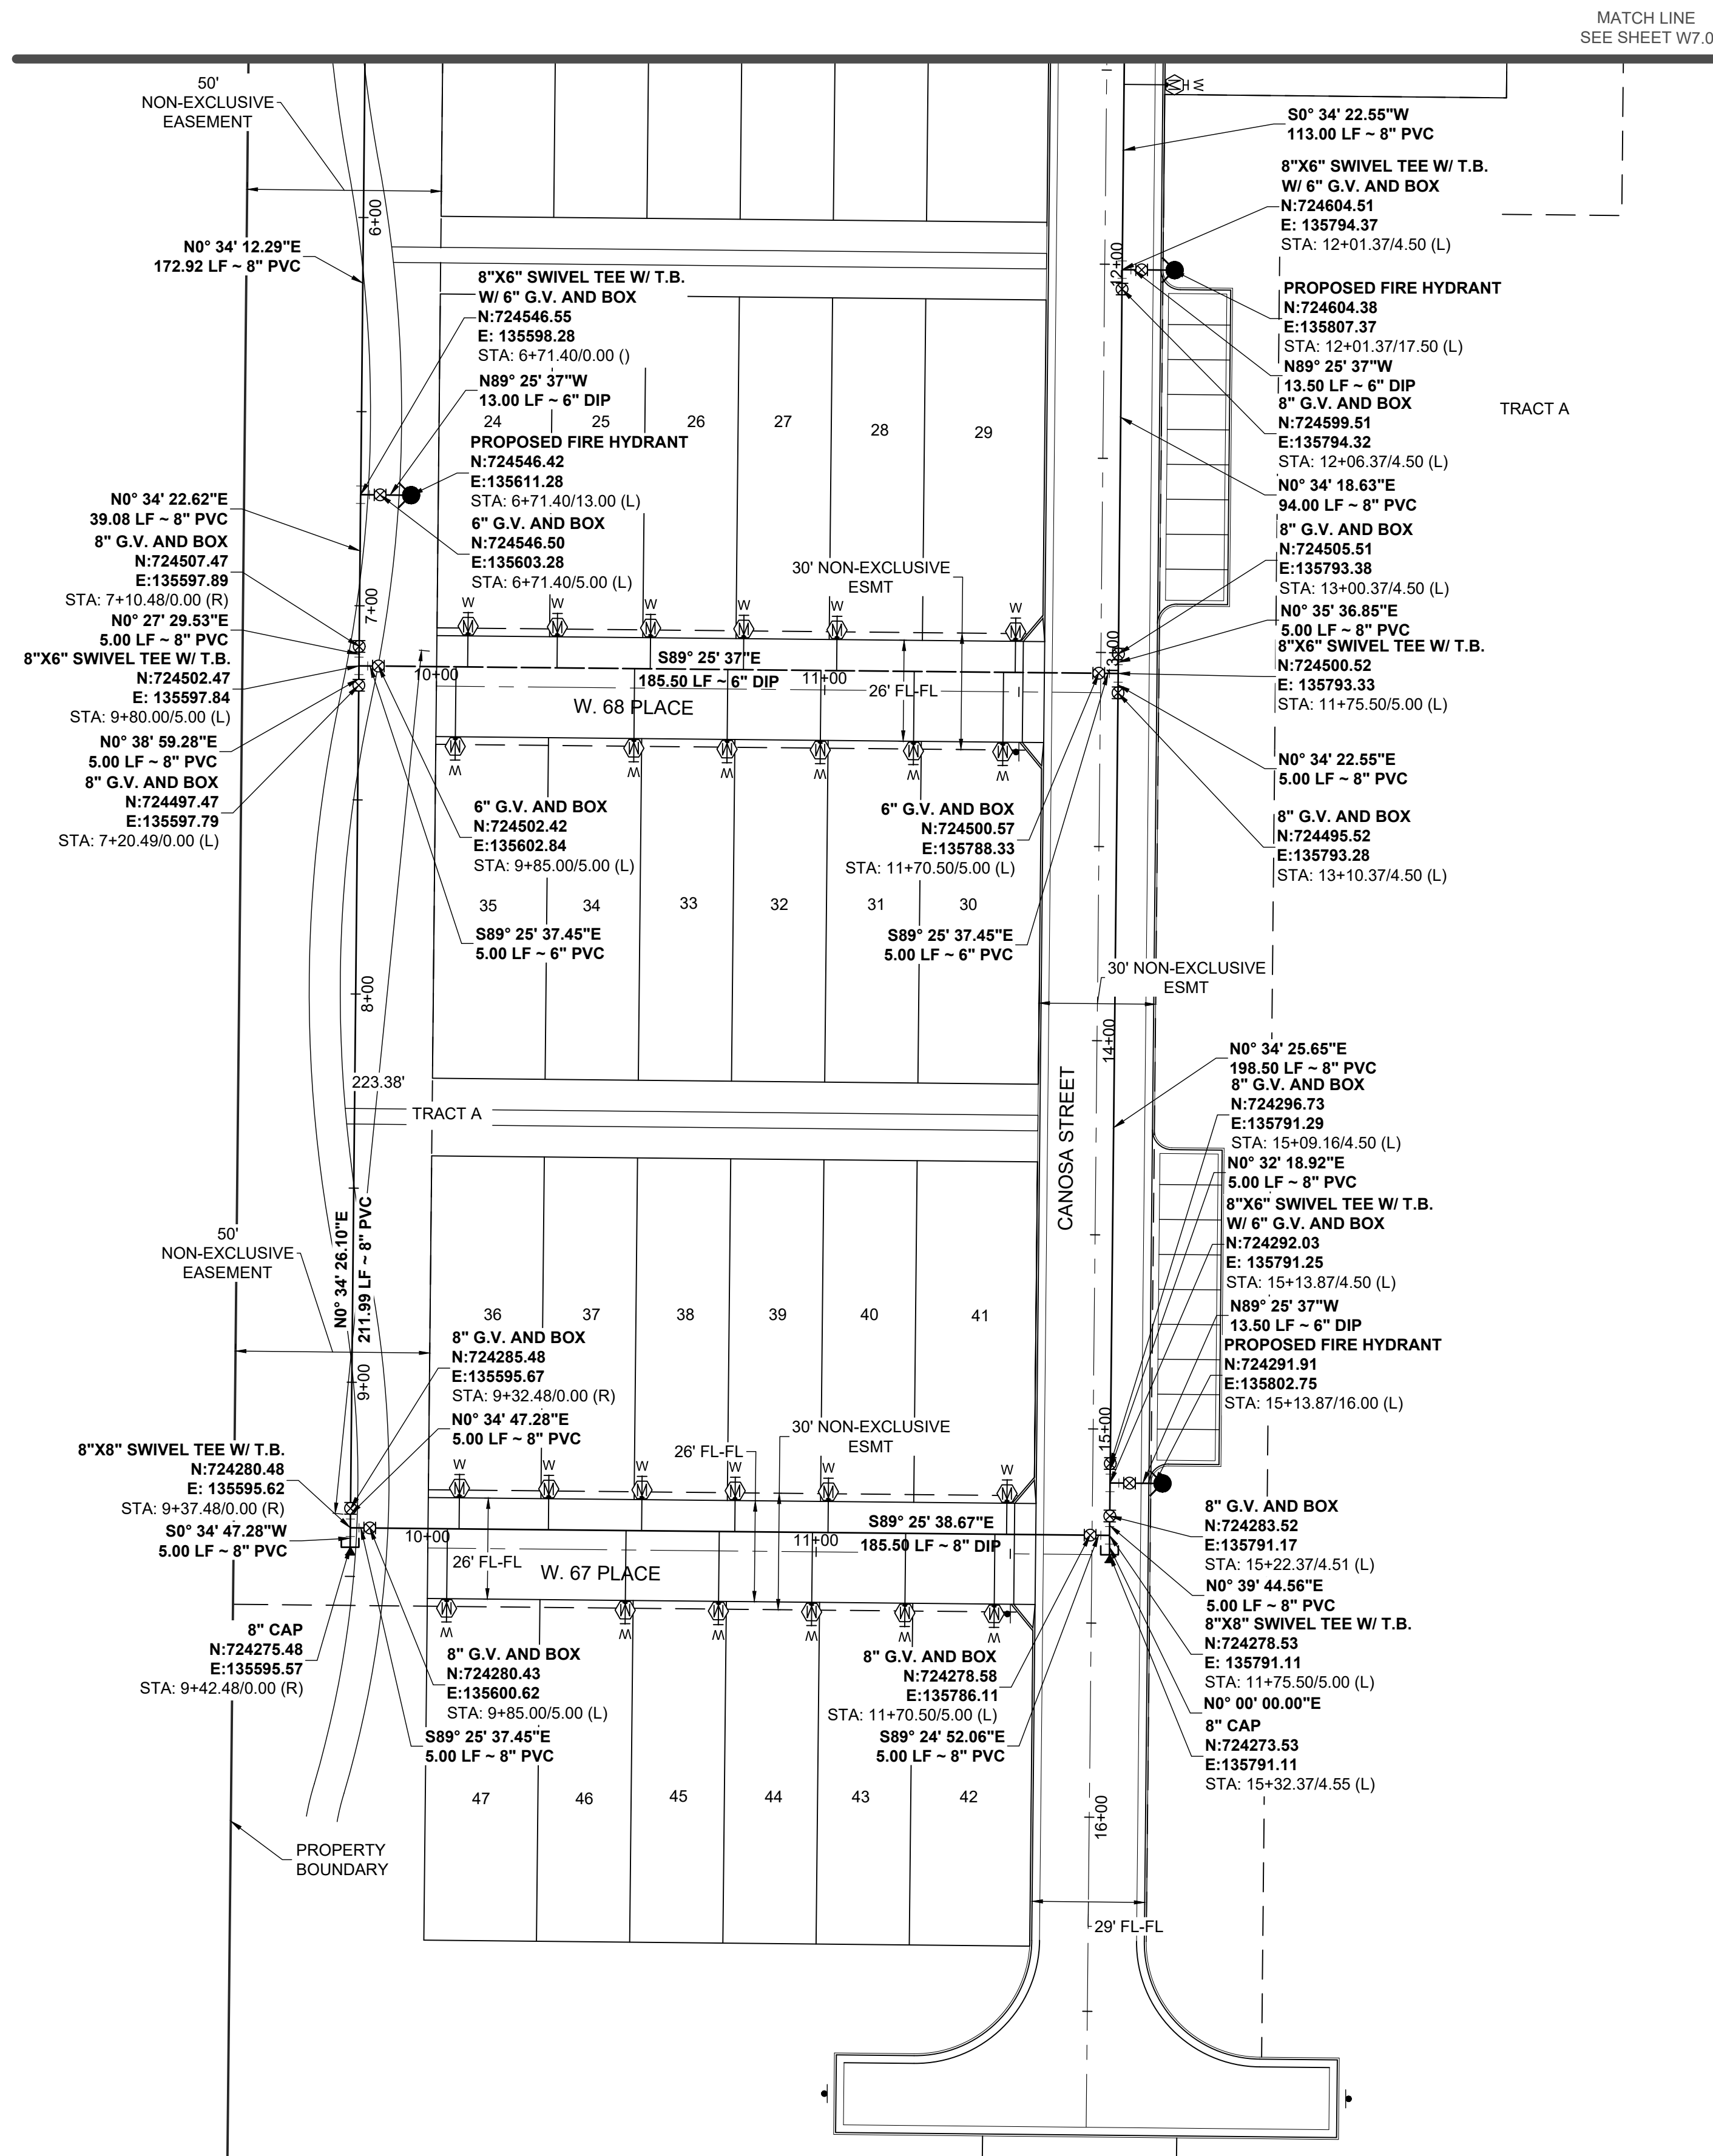 MATCH LINE
SEE SHEET W7.0
50'
NON-EXCLUSIVE
EASEMENT
6+00
N0° 34' 12.29"E
172.92 LF ~ 8" PVC
8"X6" SWIVEL TEE W/ T.B.
W/ 6" G.V. AND BOX
N:724546.55
E: 135598.28
STA: 6+71.40/0.00 ()
N89° 25' 37"W
13.00 LF ~ 6" DIP
24
25
26
27
28
29
PROPOSED FIRE HYDRANT
N:724546.42
E:135611.28
STA: 6+71.40/13.00 (L)
6" G.V. AND BOX
N:724546.50
E:135603.28
STA: 6+71.40/5.00 (L)
N0° 34' 22.62"E
39.08 LF ~ 8" PVC
8" G.V. AND BOX
N:724507.47
E:135597.89
STA: 7+10.48/0.00 (R)
N0° 27' 29.53"E
5.00 LF ~ 8" PVC
8"X6" SWIVEL TEE W/ T.B.
N:724502.47
E: 135597.84
STA: 9+80.00/5.00 (L)
N0° 38' 59.28"E
5.00 LF ~ 8" PVC
8" G.V. AND BOX
N:724497.47
E:135597.79
STA: 7+20.49/0.00 (L)
7+00
W
W
W
W
W
W
M
M
M
M
M
M
30' NON-EXCLUSIVE
ESMT
S89° 25' 37"E
185.50 LF ~ 6" DIP
10+00
11+00
26' FL-FL
W. 68 PLACE
M
M
M
M
M
M
W
W
W
W
W
W
6" G.V. AND BOX
N:724502.42
E:135602.84
STA: 9+85.00/5.00 (L)
6" G.V. AND BOX
N:724500.57
E:135788.33
STA: 11+70.50/5.00 (L)
35
34
33
32
31
30
S89° 25' 37.45"E
5.00 LF ~ 6" PVC
S89° 25' 37.45"E
5.00 LF ~ 6" PVC
W
M
S0° 34' 22.55"W
113.00 LF ~ 8" PVC
8"X6" SWIVEL TEE W/ T.B.
W/ 6" G.V. AND BOX
N:724604.51
E: 135794.37
STA: 12+01.37/4.50 (L)
12+00
PROPOSED FIRE HYDRANT
N:724604.38
E:135807.37
STA: 12+01.37/17.50 (L)
N89° 25' 37"W
13.50 LF ~ 6" DIP
8" G.V. AND BOX
N:724599.51
E:135794.32
STA: 12+06.37/4.50 (L)
TRACT A
N0° 34' 18.63"E
94.00 LF ~ 8" PVC
8" G.V. AND BOX
N:724505.51
E:135793.38
STA: 13+00.37/4.50 (L)
N0° 35' 36.85"E
5.00 LF ~ 8" PVC
8"X6" SWIVEL TEE W/ T.B.
N:724500.52
E: 135793.33
STA: 11+75.50/5.00 (L)
13+00
N0° 34' 22.55"E
5.00 LF ~ 8" PVC
8" G.V. AND BOX
N:724495.52
E:135793.28
STA: 13+10.37/4.50 (L)
30' NON-EXCLUSIVE
ESMT
8+00
14+00
223.38'
TRACT A
CANOSA STREET
N0° 34' 25.65"E
198.50 LF ~ 8" PVC
8" G.V. AND BOX
N:724296.73
E:135791.29
STA: 15+09.16/4.50 (L)
N0° 32' 18.92"E
5.00 LF ~ 8" PVC
8"X6" SWIVEL TEE W/ T.B.
W/ 6" G.V. AND BOX
N:724292.03
E: 135791.25
STA: 15+13.87/4.50 (L)
N89° 25' 37"W
13.50 LF ~ 6" DIP
PROPOSED FIRE HYDRANT
N:724291.91
E:135802.75
STA: 15+13.87/16.00 (L)
50'
NON-EXCLUSIVE
EASEMENT
N0° 34' 26.10"E
211.99 LF ~ 8" PVC
9+00
36
37
38
39
40
41
8" G.V. AND BOX
N:724285.48
E:135595.67
STA: 9+32.48/0.00 (R)
N0° 34' 47.28"E
5.00 LF ~ 8" PVC
30' NON-EXCLUSIVE
ESMT
26' FL-FL
15+00
8"X8" SWIVEL TEE W/ T.B.
N:724280.48
E: 135595.62
STA: 9+37.48/0.00 (R)
S0° 34' 47.28"W
5.00 LF ~ 8" PVC
W
W
W
W
W
W
M
M
M
M
M
M
S89° 25' 38.67"E
185.50 LF ~ 8" DIP
10+00
11+00
26' FL-FL
W. 67 PLACE
M
M
M
M
M
M
W
W
W
W
W
W
8" CAP
N:724275.48
E:135595.57
STA: 9+42.48/0.00 (R)
8" G.V. AND BOX
N:724280.43
E:135600.62
STA: 9+85.00/5.00 (L)
S89° 25' 37.45"E
5.00 LF ~ 8" PVC
8" G.V. AND BOX
N:724278.58
E:135786.11
STA: 11+70.50/5.00 (L)
S89° 24' 52.06"E
5.00 LF ~ 8" PVC
8" G.V. AND BOX
N:724283.52
E:135791.17
STA: 15+22.37/4.51 (L)
N0° 39' 44.56"E
5.00 LF ~ 8" PVC
8"X8" SWIVEL TEE W/ T.B.
N:724278.53
E: 135791.11
STA: 11+75.50/5.00 (L)
N0° 00' 00.00"E
8" CAP
N:724273.53
E:135791.11
STA: 15+32.37/4.55 (L)
47
46
45
44
43
42
16+00
PROPERTY
BOUNDARY
29' FL-FL